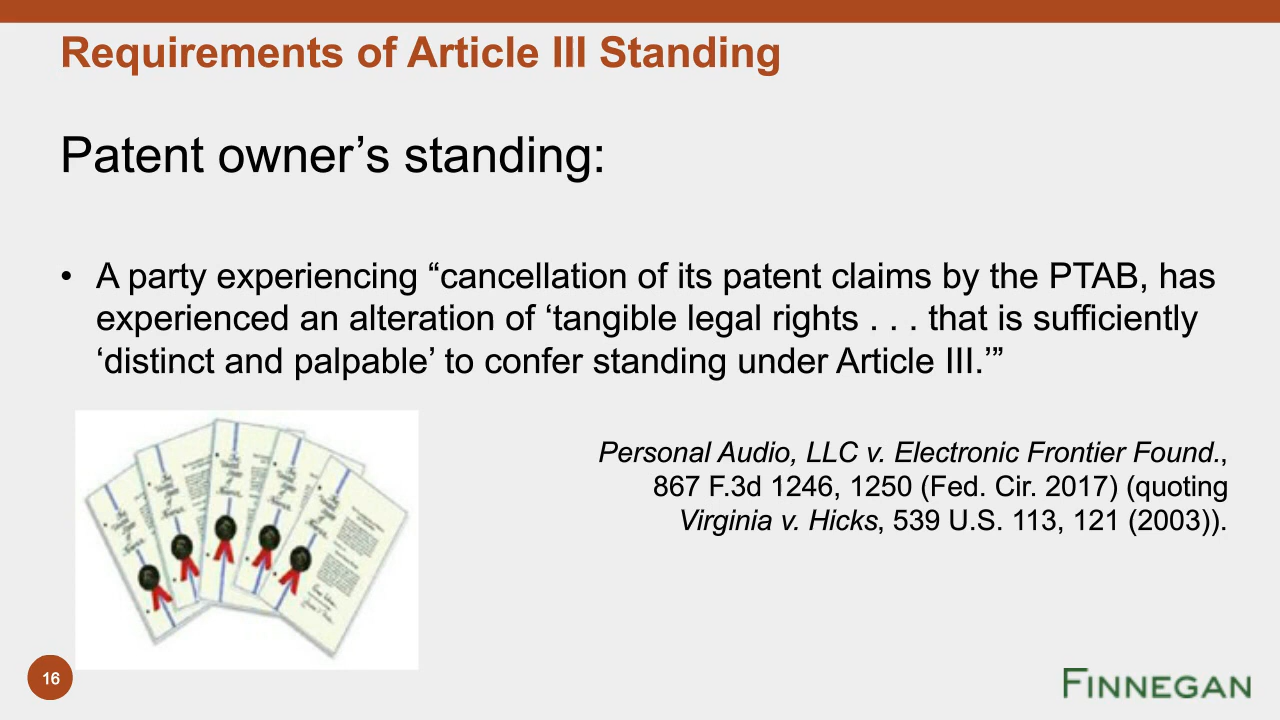 Requirements of Article III Standing
Patent owner’s standing:
• A party experiencing “cancellation of its patent claims by the PTAB, has
experienced an alteration of ‘tangible legal rights . . . that is sufficiently
‘distinct and palpable’ to confer standing under Article III.’”
Personal Audio, LLC v. Electronic Frontier Found.,
867 F.3d 1246, 1250 (Fed. Cir. 2017) (quoting
Virginia v. Hicks, 539 U.S. 113, 121 (2003)).
16
FINNEGAN